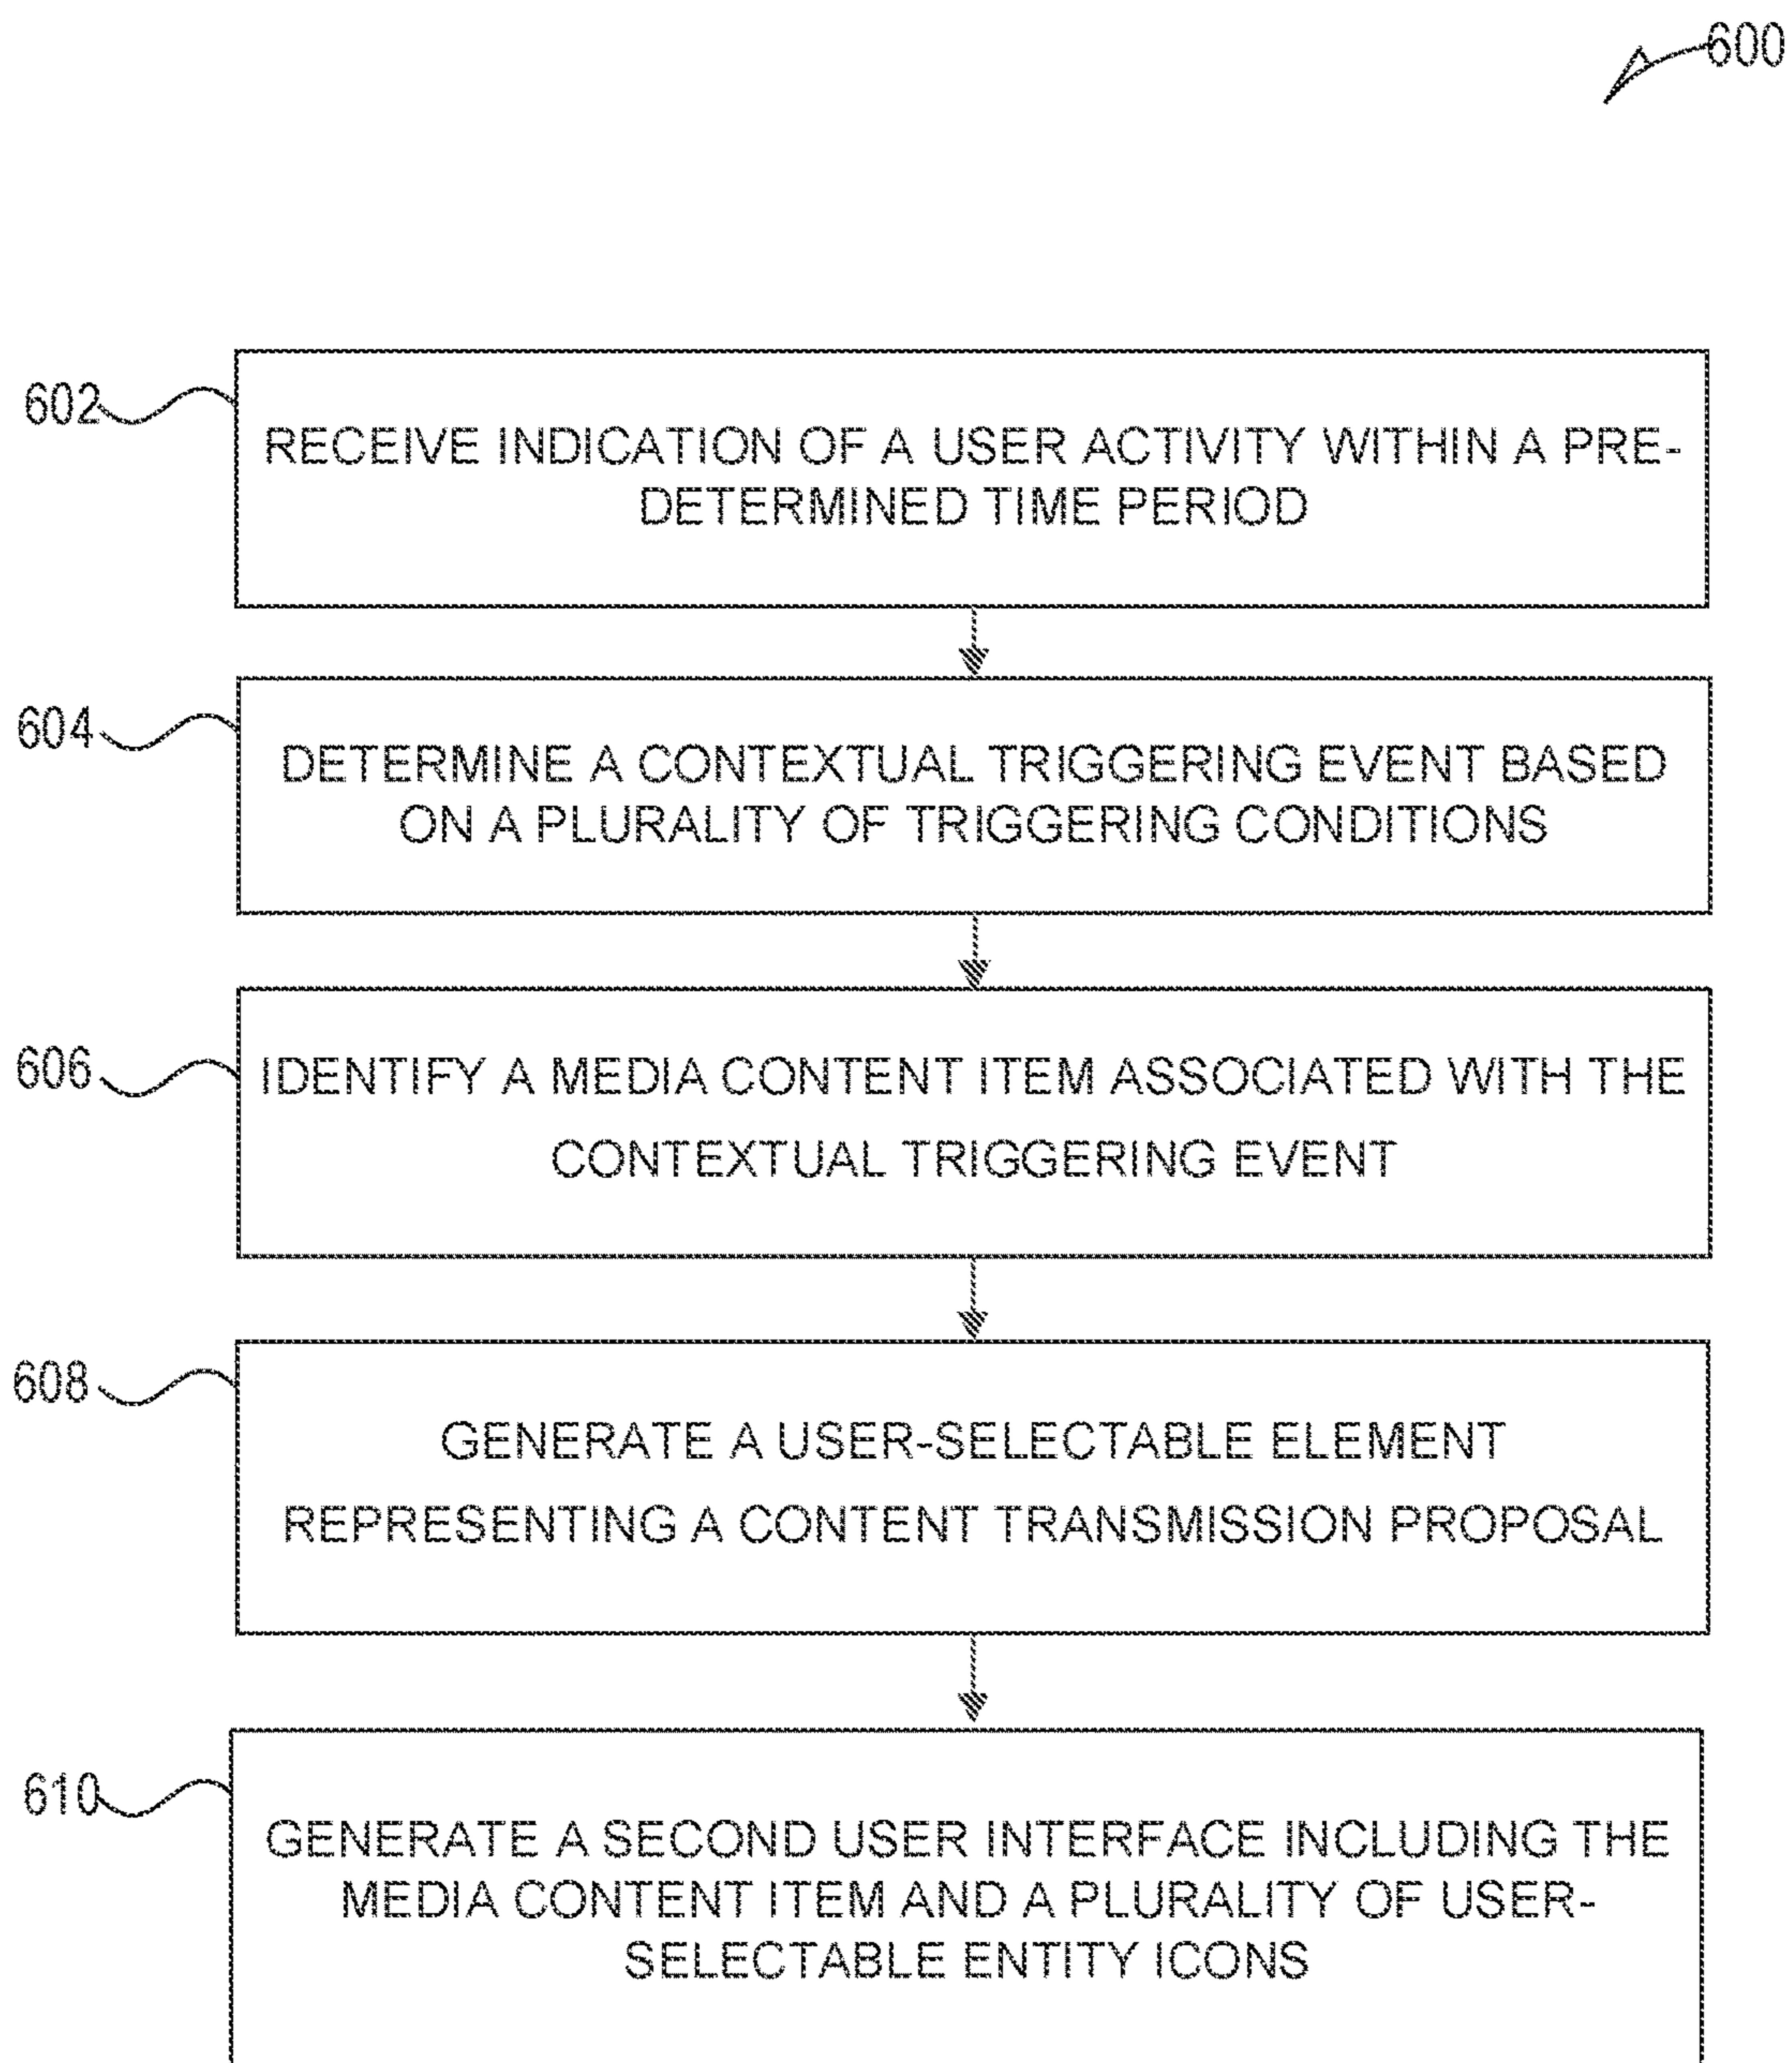 600
602
RECEIVE INDICATION OF A USER ACTIVITY WITHIN A PRE-
DETERMINED TIME PERIOD
604
DETERMINE A CONTEXTUAL TRIGGERING EVENT BASED
ON A PLURALITY OF TRIGGERING CONDITIONS
606
IDENTIFY A MEDIA CONTENT ITEM ASSOCIATED WITH THE
CONTEXTUAL TRIGGERING EVENT
608
GENERATE A USER-SELECTABLE ELEMENT
REPRESENTING A CONTENT TRANSMISSION PROPOSAL
610
GENERATE A SECOND USER INTERFACE INCLUDING THE
MEDIA CONTENT ITEM AND A PLURALITY OF USER-
SELECTABLE ENTITY ICONS